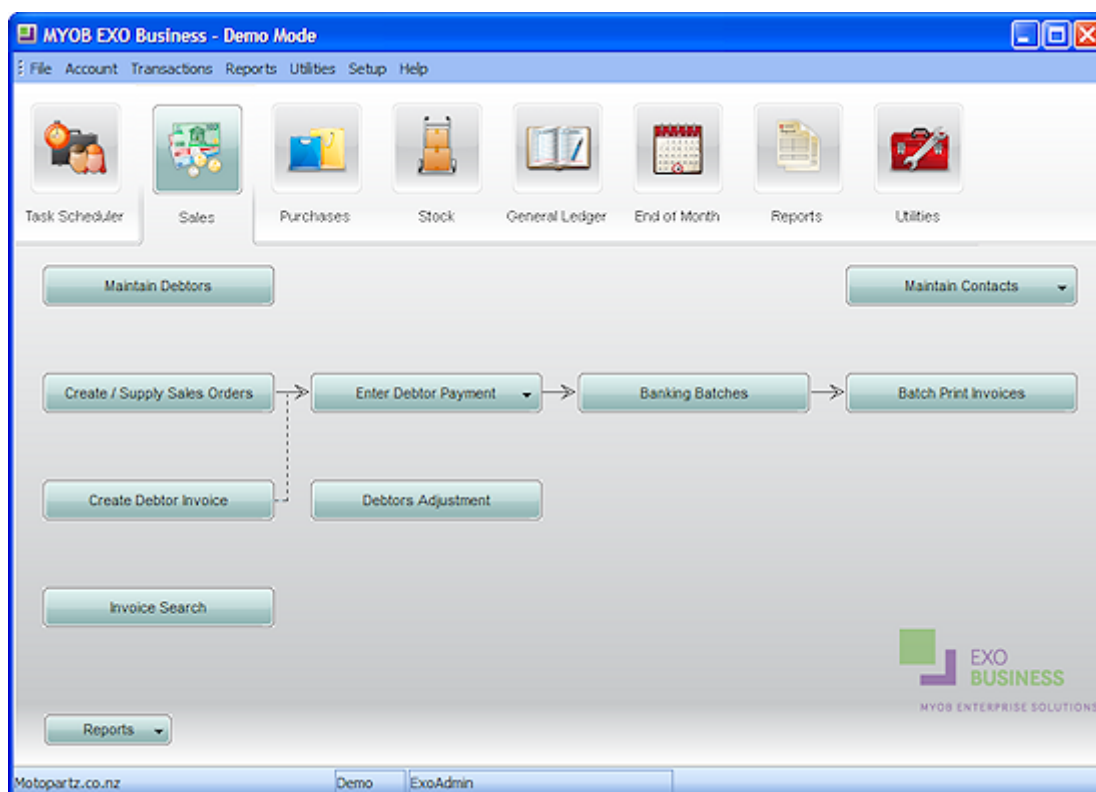 MYOB EXO Business - Demo Mode
File Account Transactions Reports Utilities Setup Help
Task Scheduler Sales Purchases Stock General Ledger End of Month Reports Utilities
Maintain Debtors Maintain Contacts
Create / Supply Sales Orders Enter Debtor Payment Banking Batches Batch Print Invoices
Create Debtor Invoice Debtors Adjustment
Invoice Search
EXO
BUSINESS
MYOB ENTERPRISE SOLUTIONS
Reports
Motopartz.co.nz Demo ExoAdmin